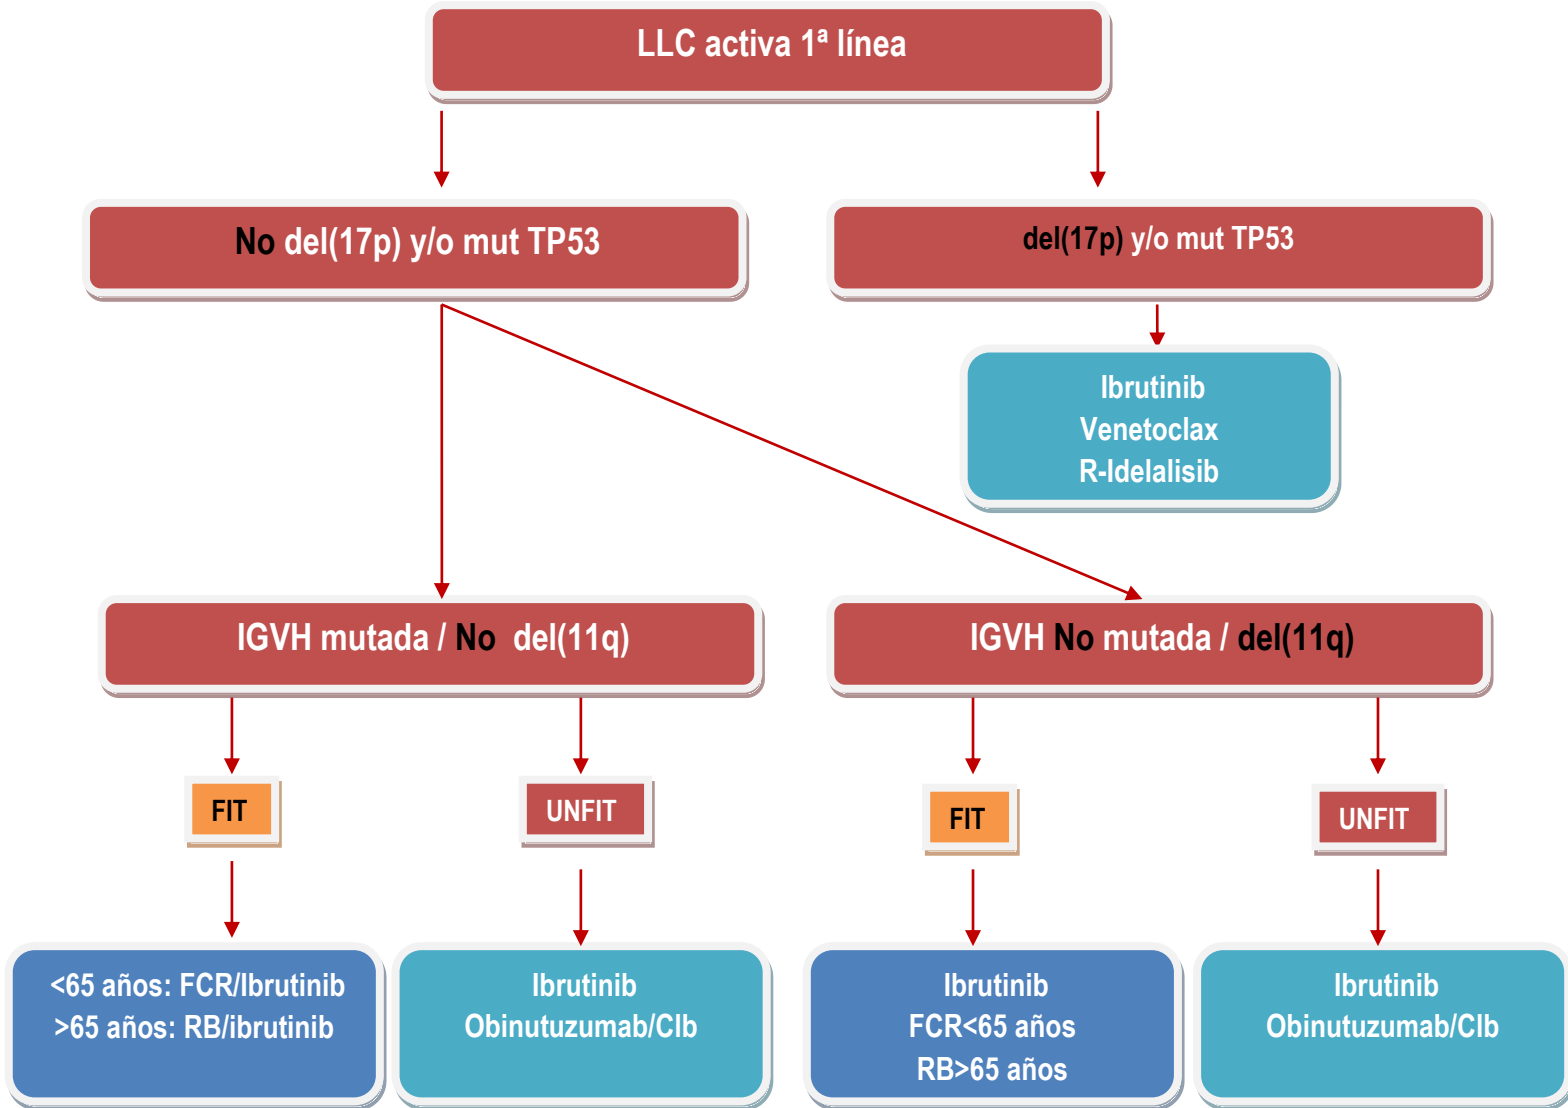 LLC activa 1ª línea
No del(17p) y/o mut TP53
del(17p) y/o mut TP53
Ibrutinib
Venetoclax
R-Idelalisib
IGVH mutada / No del(11q)
IGVH No mutada / del(11q)
FIT
UNFIT
FIT
UNFIT
<65 años: FCR/Ibrutinib
>65 años: RB/ibrutinib
Ibrutinib
Obinutuzumab/Clb
Ibrutinib
FCR<65 años
RB>65 años
Ibrutinib
Obinutuzumab/Clb